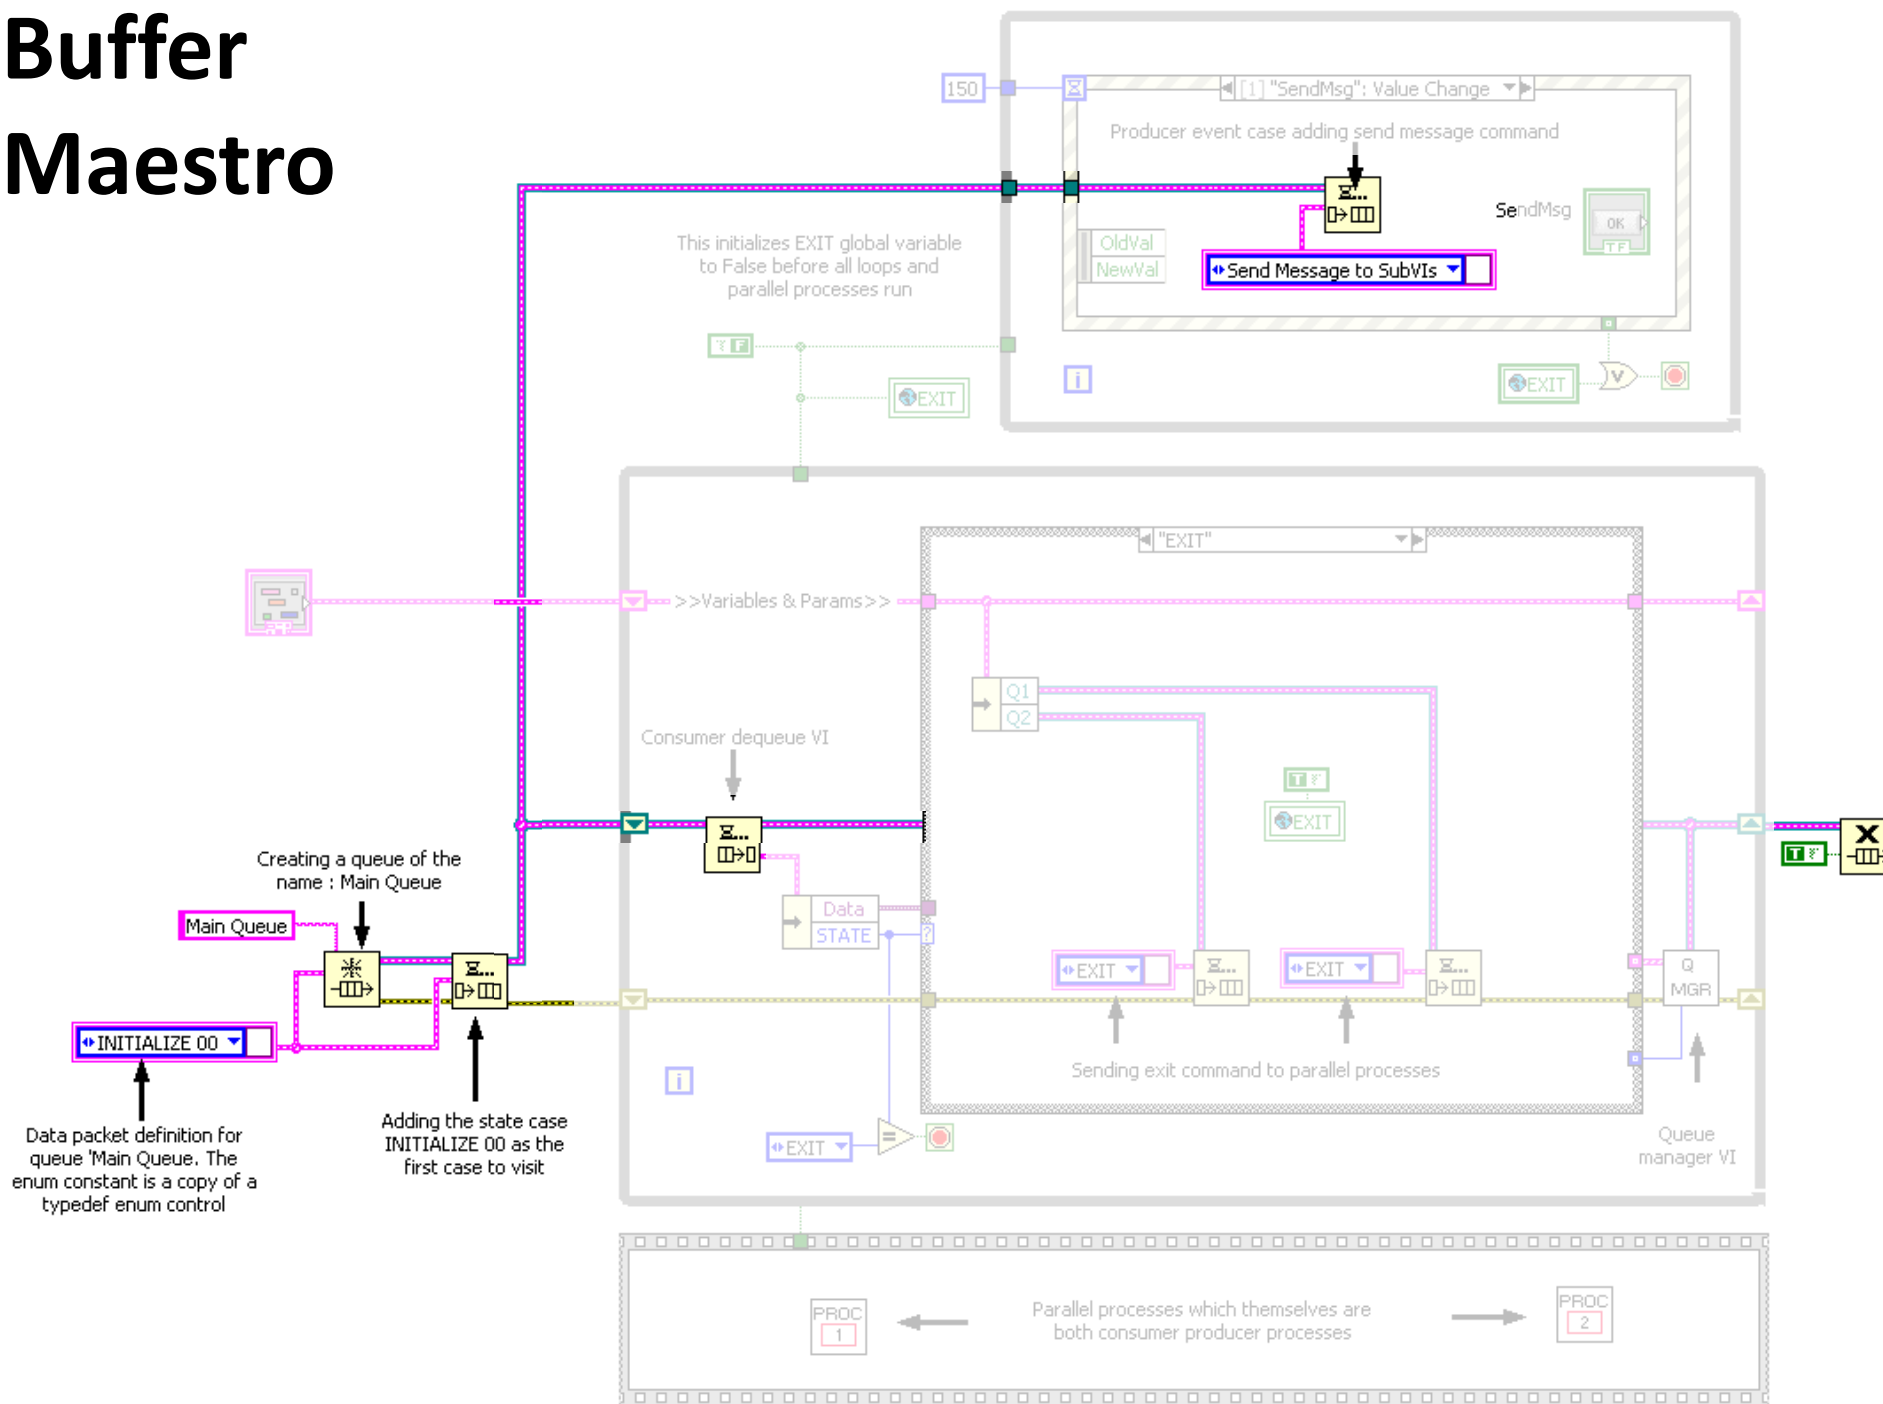 Buffer
Maestro
150
[1] "SendMsg": Value Change
Producer event case adding send message command
SendMsg
OK
TF
OldVal
NewVal
Send Message to SubVIs
This initializes EXIT global variable
to False before all loops and
parallel processes run
F
EXIT
i
EXIT
V
"EXIT"
>>Variables & Params>>
Q1
Q2
Consumer dequeue VI
T
EXIT
Creating a queue of the
name : Main Queue
Main Queue
T
Data
STATE
?
EXIT
EXIT
Q
MGR
INITIALIZE 00
Sending exit command to parallel processes
i
Data packet definition for
queue 'Main Queue. The
enum constant is a copy of a
typedef enum control
Adding the state case
INITIALIZE 00 as the
first case to visit
EXIT
=
Queue
manager VI
PROC
1
Parallel processes which themselves are
both consumer producer processes
PROC
2